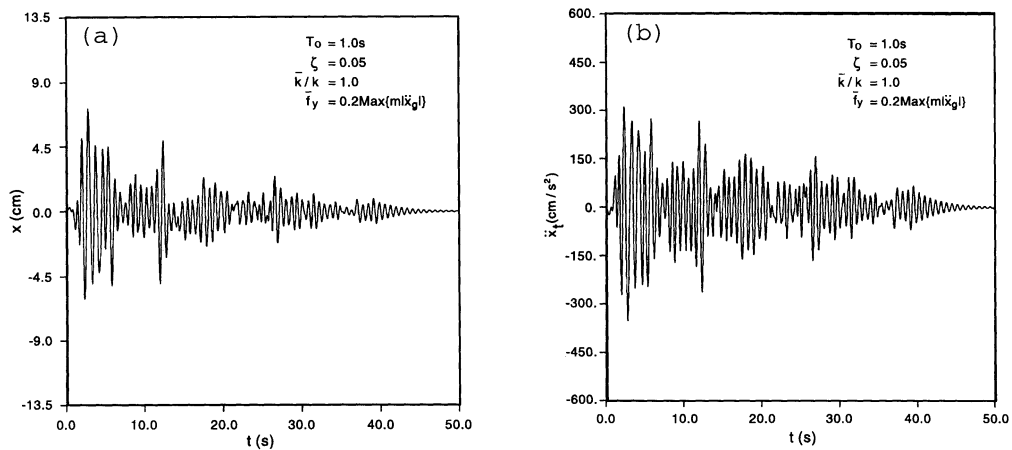 (a)
T₀ = 1.0s
ζ = 0.05
k̄/k = 1.0
f̄y = 0.2Max{m|ẍg|}
13.5
9.0
4.5
0.0
-4.5
-9.0
-13.5
x (cm)
0.0 10.0 20.0 30.0 40.0 50.0
t (s)
(b)
T₀ = 1.0s
ζ = 0.05
k̄/k = 1.0
f̄y = 0.2Max{m|ẍg|}
600.
450.
300.
150.
0.0
-150.
-300.
-450.
-600.
ẍt(cm / s²)
0.0 10.0 20.0 30.0 40.0 50.0
t (s)